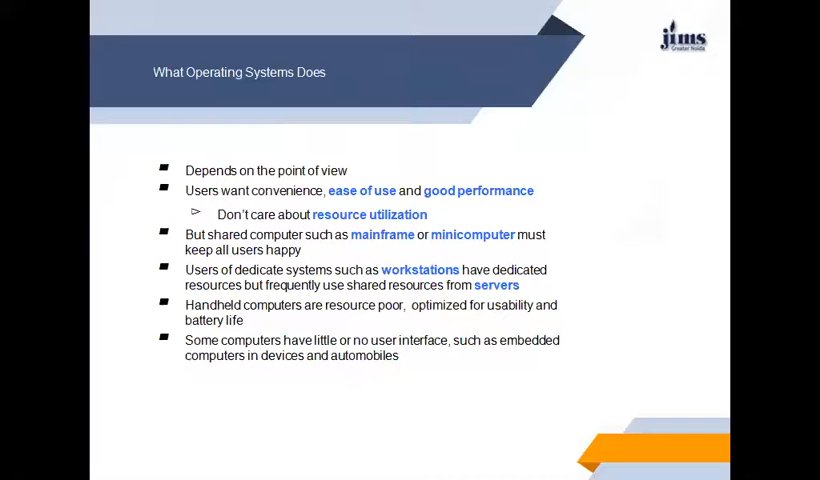 What Operating Systems Does
jims
Greater Noida
Depends on the point of view
Users want convenience, ease of use and good performance
Don't care about resource utilization
But shared computer such as mainframe or minicomputer must
keep all users happy
Users of dedicate systems such as workstations have dedicated
resources but frequently use shared resources from servers
Handheld computers are resource poor, optimized for usability and
battery life
Some computers have little or no user interface, such as embedded
computers in devices and automobiles